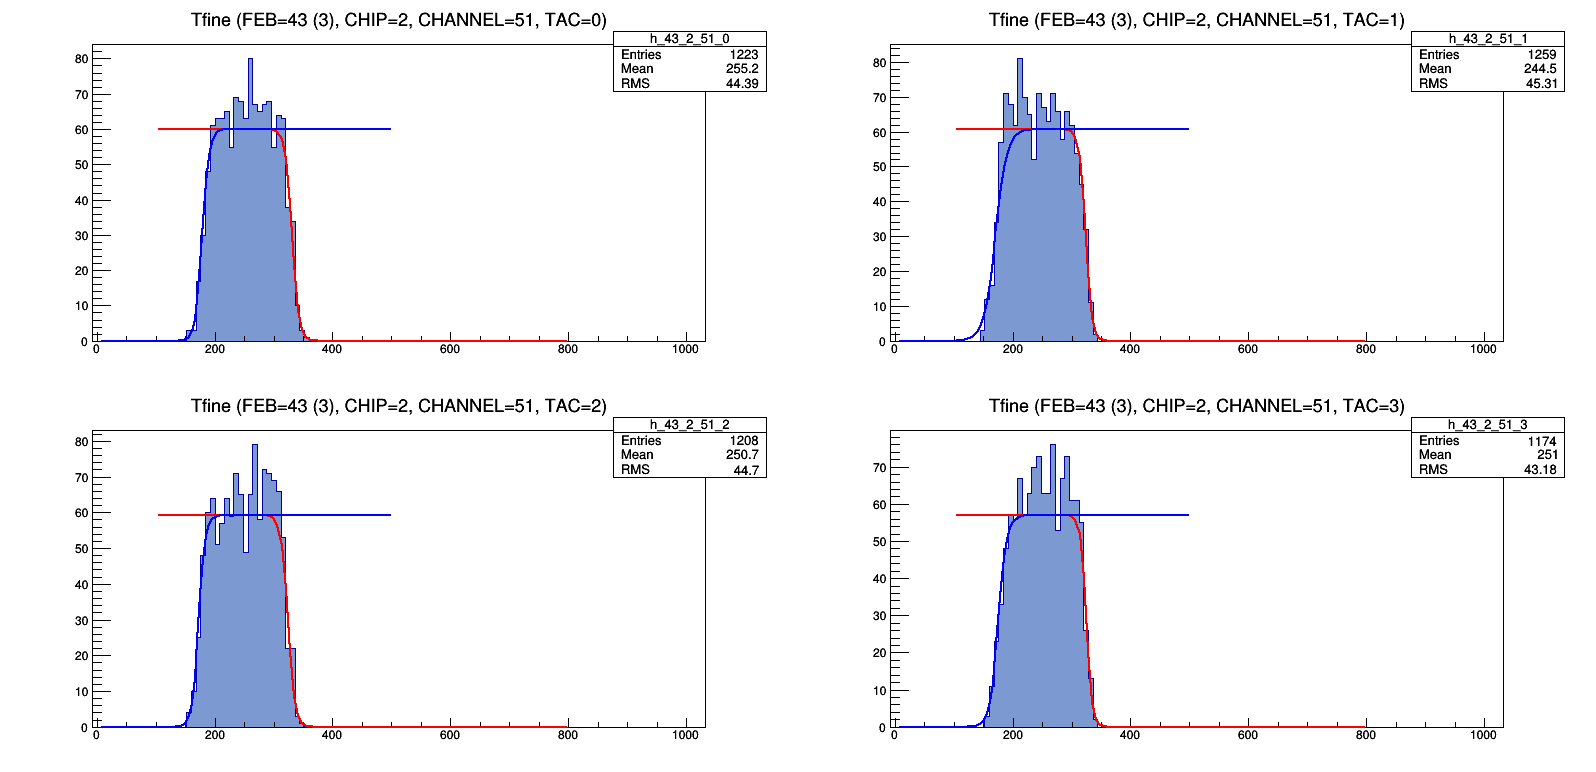 Tfine (FEB=43 (3), CHIP=2, CHANNEL=51, TAC=0)
h_43_2_51_0
Entries 1223
Mean 255.2
RMS 44.39
80
70
60
50
40
30
20
10
0
0 200 400 600 800 1000
Tfine (FEB=43 (3), CHIP=2, CHANNEL=51, TAC=1)
h_43_2_51_1
Entries 1259
Mean 244.5
RMS 45.31
80
70
60
50
40
30
20
10
0
0 200 400 600 800 1000
Tfine (FEB=43 (3), CHIP=2, CHANNEL=51, TAC=2)
h_43_2_51_2
Entries 1208
Mean 250.7
RMS 44.7
80
70
60
50
40
30
20
10
0
0 200 400 600 800 1000
Tfine (FEB=43 (3), CHIP=2, CHANNEL=51, TAC=3)
h_43_2_51_3
Entries 1174
Mean 251
RMS 43.18
70
60
50
40
30
20
10
0
0 200 400 600 800 1000